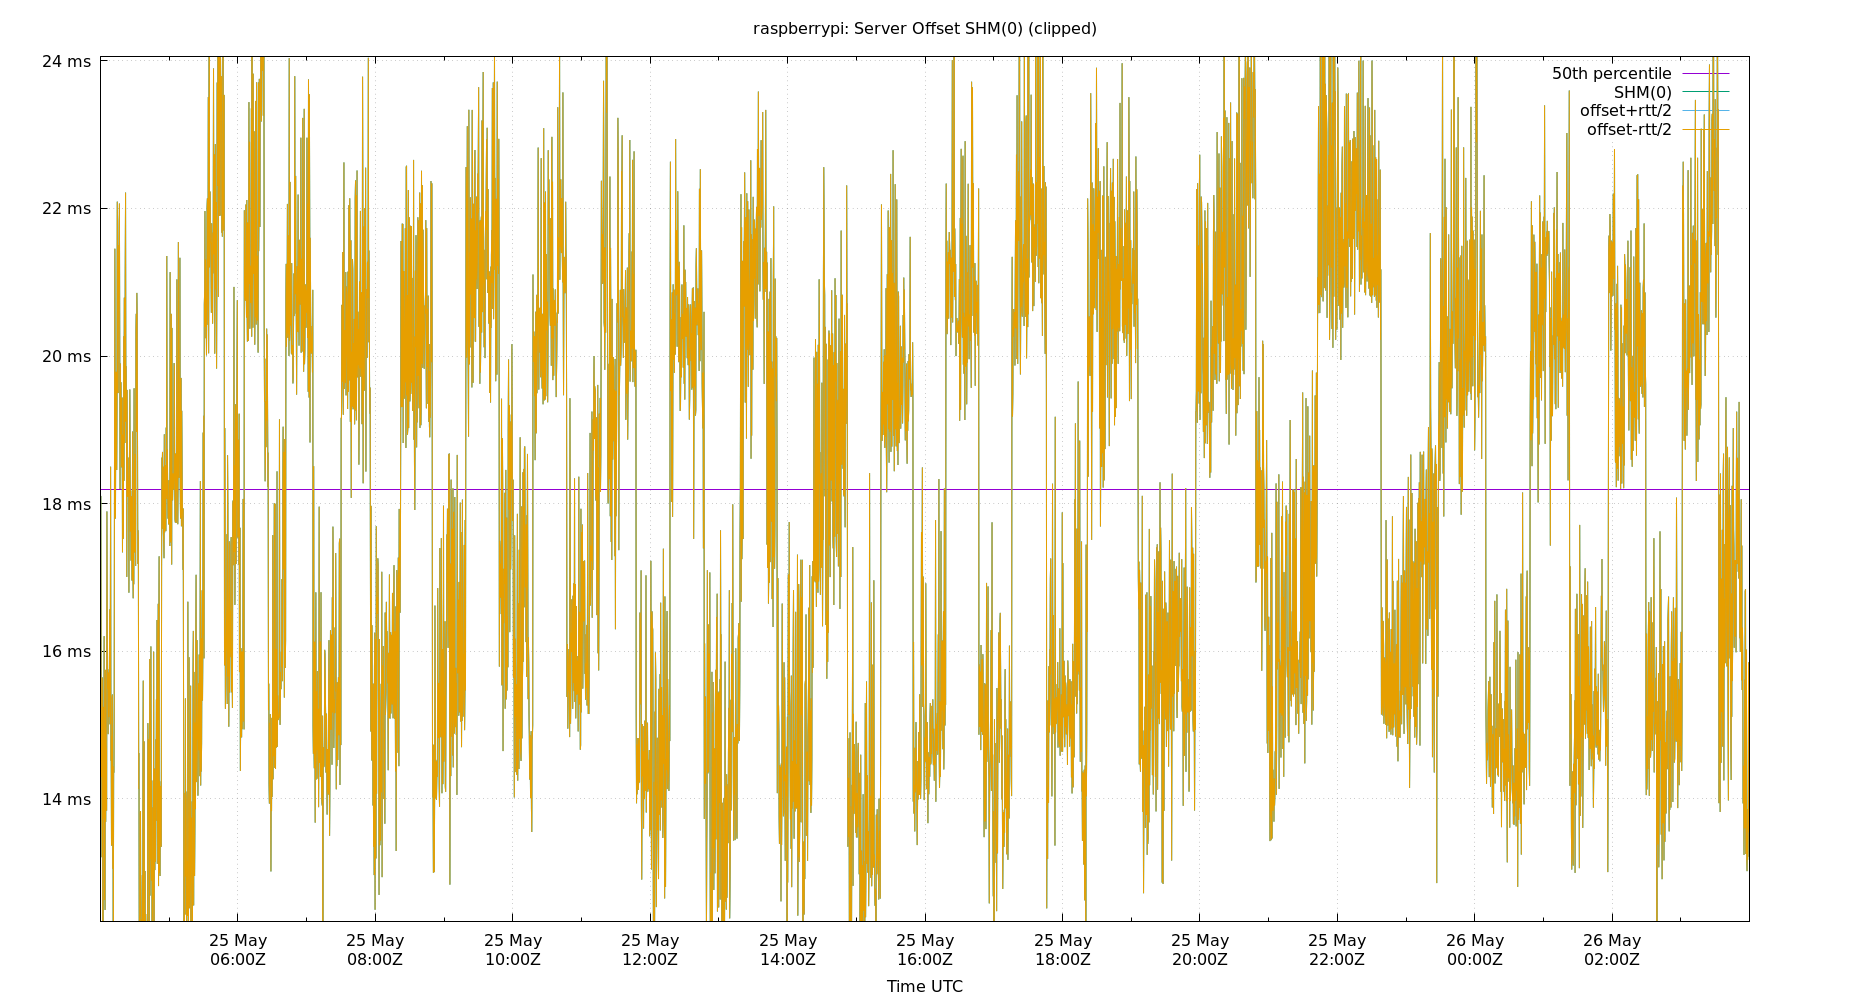 raspberrypi: Server Offset SHM(0) (clipped)
24 ms
22 ms
20 ms
18 ms
16 ms
14 ms
50th percentile
SHM(0)
offset+rtt/2
offset-rtt/2
25 May 25 May 25 May 25 May 25 May 25 May 25 May 25 May 25 May 26 May 26 May
06:00Z 08:00Z 10:00Z 12:00Z 14:00Z 16:00Z 18:00Z 20:00Z 22:00Z 00:00Z 02:00Z
Time UTC